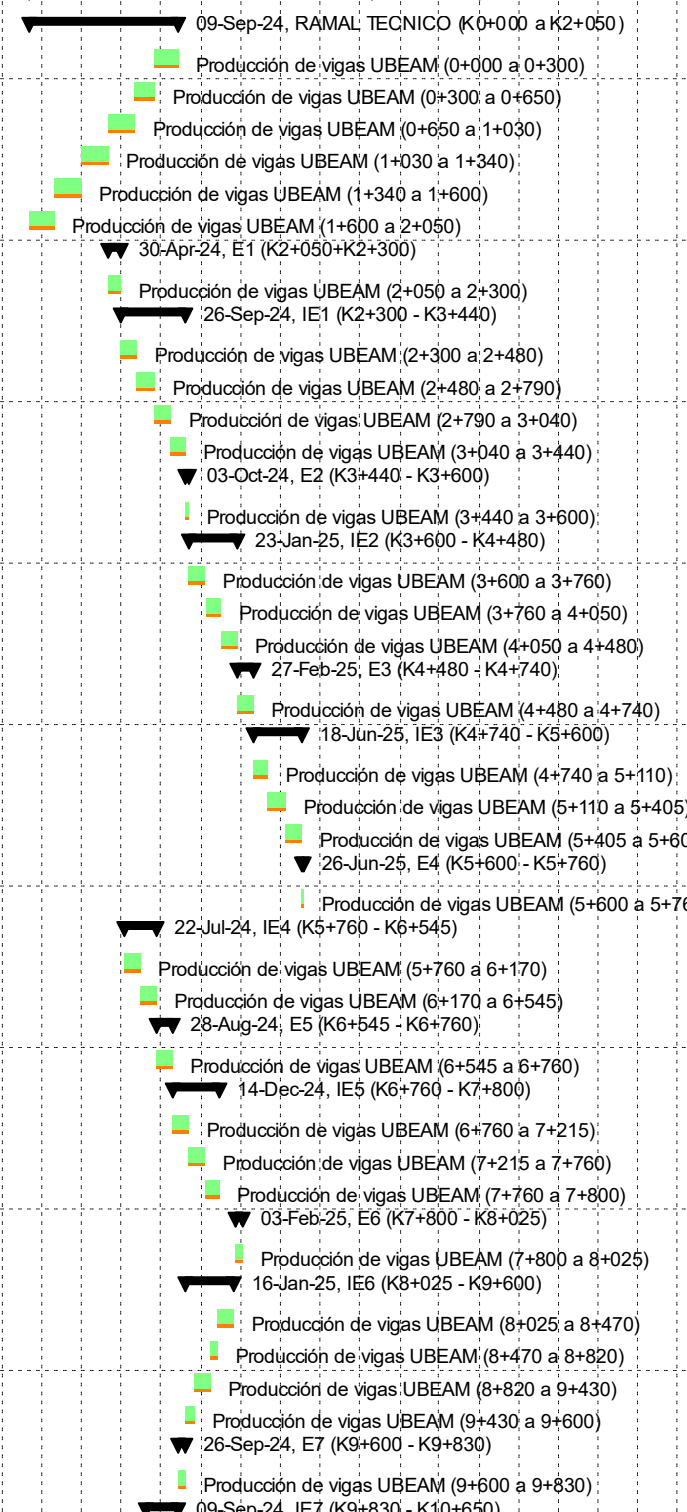 09-Sep-24, RAMAL TECNICO (K0+000 a K2+050)
Producción de vigas UBEAM (0+000 a 0+300)
Producción de vigas UBEAM (0+300 a 0+650)
Producción de vigas UBEAM (0+650 a 1+030)
Producción de vigas UBEAM (1+030 a 1+340)
Producción de vigas UBEAM (1+340 a 1+600)
Producción de vigas UBEAM (1+600 a 2+050)
30-Apr-24, E1 (K2+050+K2+300)
Producción de vigas UBEAM (2+050 a 2+300)
26-Sep-24, IE1 (K2+300 - K3+440)
Producción de vigas UBEAM (2+300 a 2+480)
Producción de vigas UBEAM (2+480 a 2+790)
Producción de vigas UBEAM (2+790 a 3+040)
Producción de vigas UBEAM (3+040 a 3+440)
03-Oct-24, E2 (K3+440 - K3+600)
Producción de vigas UBEAM (3+440 a 3+600)
23-Jan-25, IE2 (K3+600 - K4+480)
Producción de vigas UBEAM (3+600 a 3+760)
Producción de vigas UBEAM (3+760 a 4+050)
Producción de vigas UBEAM (4+050 a 4+480)
27-Feb-25, E3 (K4+480 - K4+740)
Producción de vigas UBEAM (4+480 a 4+740)
18-Jun-25, IE3 (K4+740 - K5+600)
Producción de vigas UBEAM (4+740 a 5+110)
Producción de vigas UBEAM (5+110 a 5+405)
Producción de vigas UBEAM (5+405 a 5+60
26-Jun-25, E4 (K5+600 - K5+760)
Producción de vigas UBEAM (5+600 a 5+76
22-Jul-24, IE4 (K5+760 - K6+545)
Producción de vigas UBEAM (5+760 a 6+170)
Producción de vigas UBEAM (6+170 a 6+545)
28-Aug-24, E5 (K6+545 - K6+760)
Producción de vigas UBEAM (6+545 a 6+760)
14-Dec-24, IE5 (K6+760 - K7+800)
Producción de vigas UBEAM (6+760 a 7+215)
Producción de vigas UBEAM (7+215 a 7+760)
Producción de vigas UBEAM (7+760 a 7+800)
03-Feb-25, E6 (K7+800 - K8+025)
Producción de vigas UBEAM (7+800 a 8+025)
16-Jan-25, IE6 (K8+025 - K9+600)
Producción de vigas UBEAM (8+025 a 8+470)
Producción de vigas UBEAM (8+470 a 8+820)
Producción de vigas UBEAM (8+820 a 9+430)
Producción de vigas UBEAM (9+430 a 9+600)
26-Sep-24, E7 (K9+600 - K9+830)
Producción de vigas UBEAM (9+600 a 9+830)
09-Sep-24, IE7 (K9+830 - K10+650)